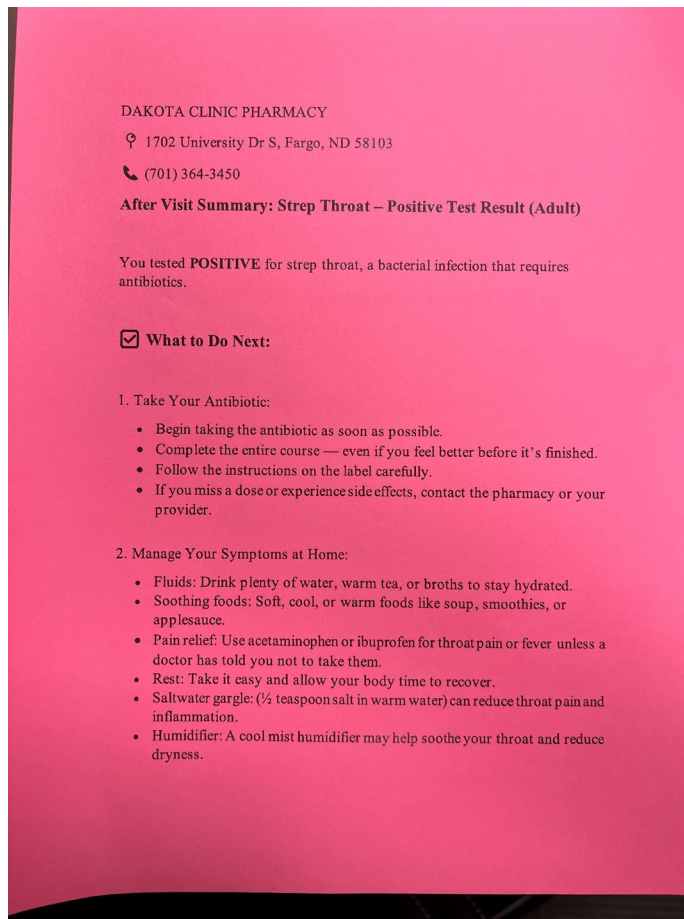 DAKOTA CLINIC PHARMACY
1702 University Dr S, Fargo, ND 58103
(701) 364-3450
After Visit Summary: Strep Throat – Positive Test Result (Adult)
You tested POSITIVE for strep throat, a bacterial infection that requires
antibiotics.
What to Do Next:
1. Take Your Antibiotic:
• Begin taking the antibiotic as soon as possible.
• Complete the entire course — even if you feel better before it's finished.
• Follow the instructions on the label carefully.
• If you miss a dose or experience side effects, contact the pharmacy or your
provider.
2. Manage Your Symptoms at Home:
• Fluids: Drink plenty of water, warm tea, or broths to stay hydrated.
• Soothing foods: Soft, cool, or warm foods like soup, smoothies, or
applesauce.
• Pain relief: Use acetaminophen or ibuprofen for throat pain or fever unless a
doctor has told you not to take them.
• Rest: Take it easy and allow your body time to recover.
• Saltwater gargle: (½ teaspoon salt in warm water) can reduce throat pain and
inflammation.
• Humidifier: A cool mist humidifier may help soothe your throat and reduce
dryness.